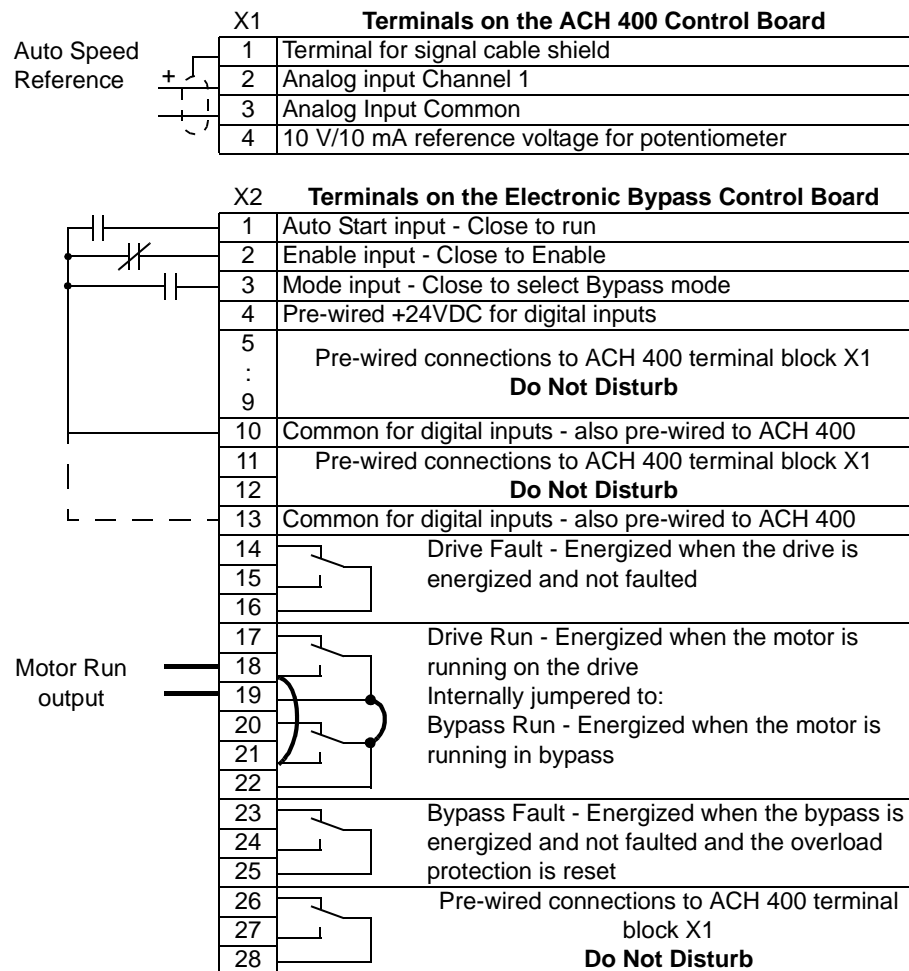 X1 Terminals on the ACH 400 Control Board
Auto Speed
Reference
+
1 Terminal for signal cable shield
2 Analog input Channel 1
3 Analog Input Common
4 10 V/10 mA reference voltage for potentiometer
X2 Terminals on the Electronic Bypass Control Board
1 Auto Start input - Close to run
2 Enable input - Close to Enable
3 Mode input - Close to select Bypass mode
4 Pre-wired +24VDC for digital inputs
5
:
9
Pre-wired connections to ACH 400 terminal block X1
Do Not Disturb
10 Common for digital inputs - also pre-wired to ACH 400
11 Pre-wired connections to ACH 400 terminal block X1
12 Do Not Disturb
13 Common for digital inputs - also pre-wired to ACH 400
14 Drive Fault - Energized when the drive is
15 energized and not faulted
16
Motor Run
output
17 Drive Run - Energized when the motor is
18 running on the drive
19 Internally jumpered to:
20 Bypass Run - Energized when the motor is
21 running in bypass
22
23 Bypass Fault - Energized when the bypass is
24 energized and not faulted and the overload
25 protection is reset
26 Pre-wired connections to ACH 400 terminal
27 block X1
28 Do Not Disturb